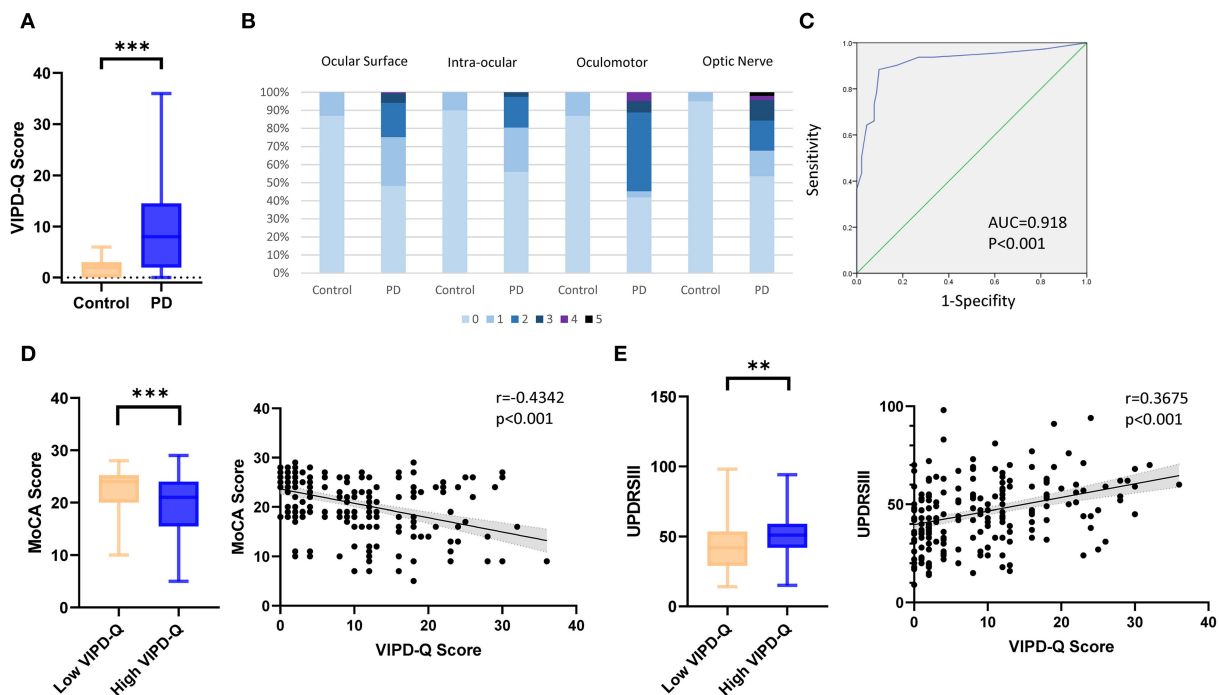 A
***
VIPD-Q Score
40
30
20
10
0
Control
PD
B
Ocular Surface
Intra-ocular
Oculomotor
Optic Nerve
100%
90%
80%
70%
60%
50%
40%
30%
20%
10%
0%
Control
PD
Control
PD
Control
PD
Control
PD
0
1
2
3
4
5
C
Sensitivity
1.0
0.8
0.6
0.4
0.2
0.0
AUC=0.918
P<0.001
0.0
0.2
0.4
0.6
0.8
1.0
1-Specifity
D
***
MoCA Score
40
30
20
10
0
Low VIPD-Q
High VIPD-Q
r=-0.4342
p<0.001
MoCA Score
40
30
20
10
0
0
10
20
30
40
VIPD-Q Score
E
**
UPDRSIII
150
100
50
0
Low VIPD-Q
High VIPD-Q
r=0.3675
p<0.001
UPDRSIII
100
50
0
0
10
20
30
40
VIPD-Q Score